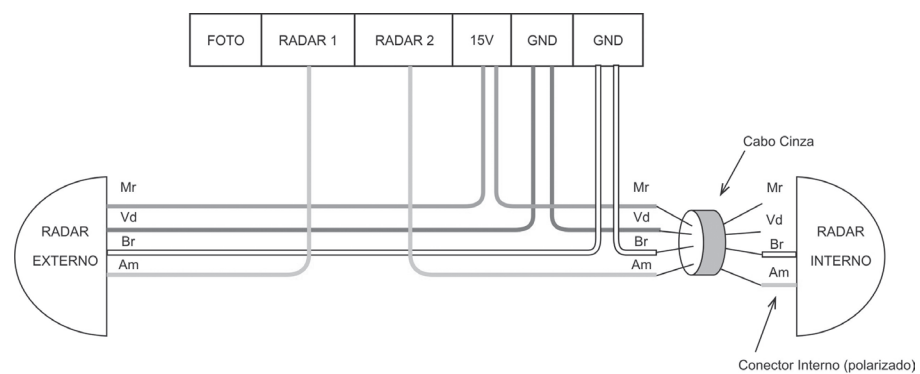 FOTO RADAR 1 RADAR 2 15V GND GND
Cabo Cinza
Mr Mr Mr
Vd Vd Vd
RADAR EXTERNO
Br Br Br
RADAR INTERNO
Am Am Am
Conector Interno (polarizado)